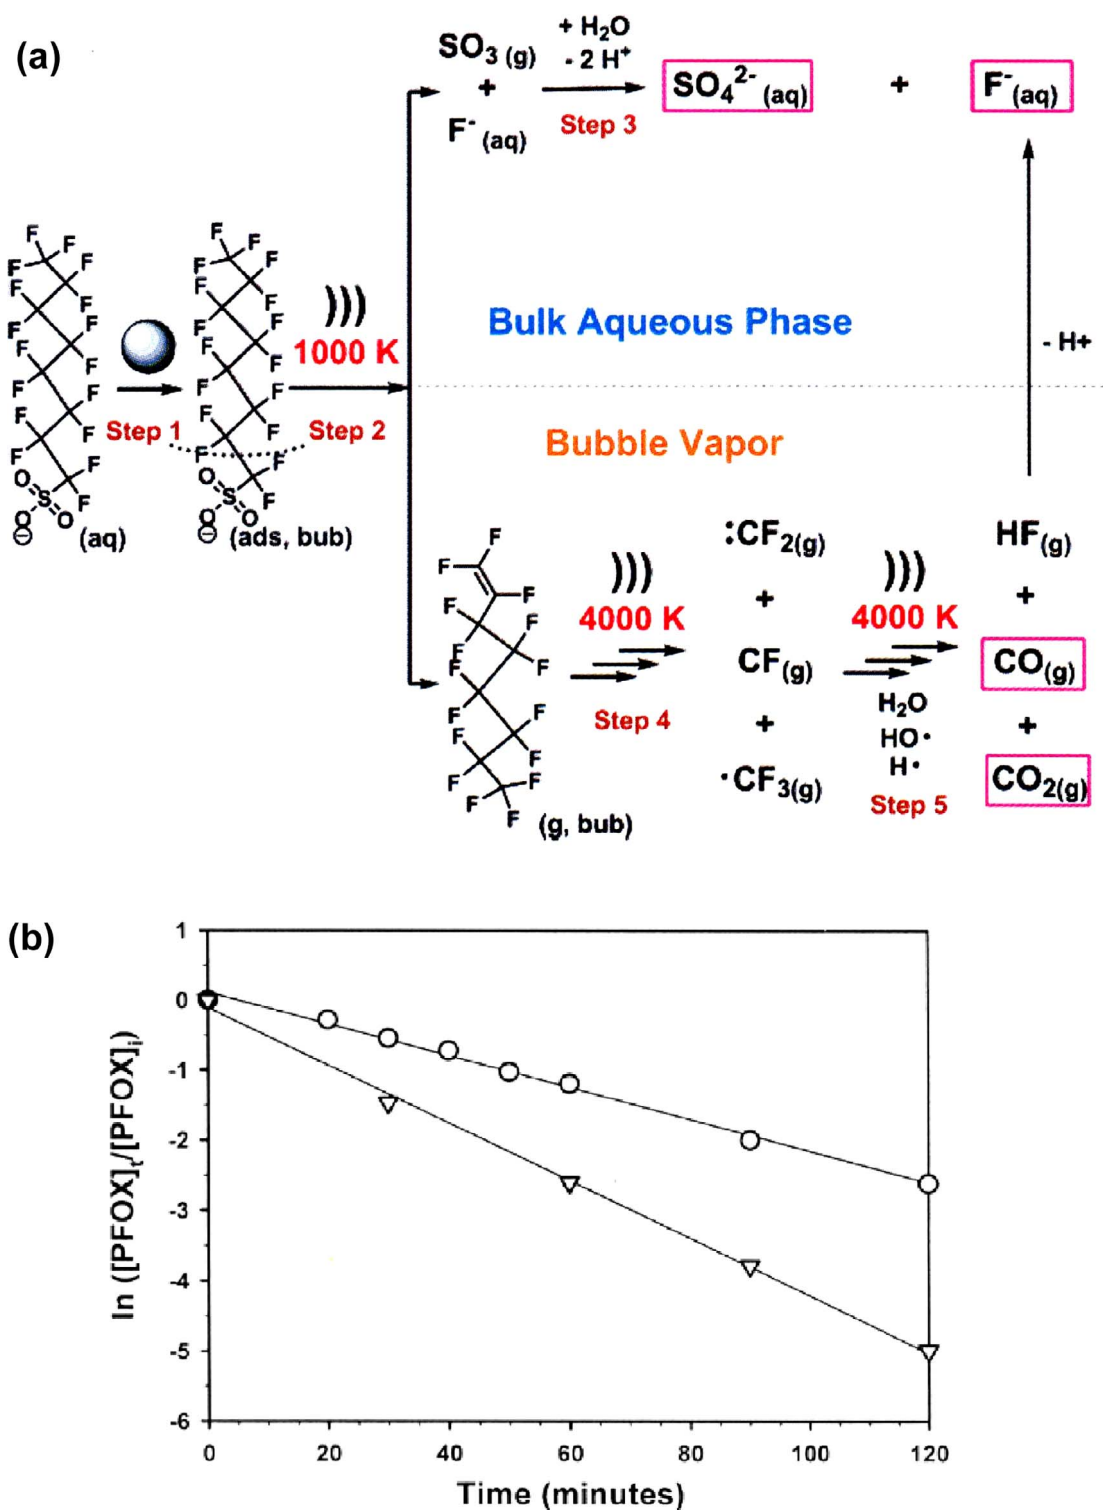 (a)
SO3 (g)
+
F- (aq)
+ H2O
- 2 H+
Step 3
SO4 2- (aq)
+
F- (aq)
F F F F F F F F F F F F F F F F F
O S O O
⊖
(aq)
Step 1
F F F F F F F F F F F F F F F F F
O S O O
⊖
(ads, bub)
)))
1000 K
Step 2
Bulk Aqueous Phase
- H+
Bubble Vapor
F F F F F F F F F F F F F F F F
(g, bub)
)))
4000 K
Step 4
:CF2(g)
+
CF(g)
+
·CF3(g)
)))
4000 K
H2O
HO·
H·
Step 5
HF(g)
+
CO(g)
+
CO2(g)
(b)
ln ([PFOX]t/[PFOX]i)
1
0
-1
-2
-3
-4
-5
-6
0 20 40 60 80 100 120
Time (minutes)